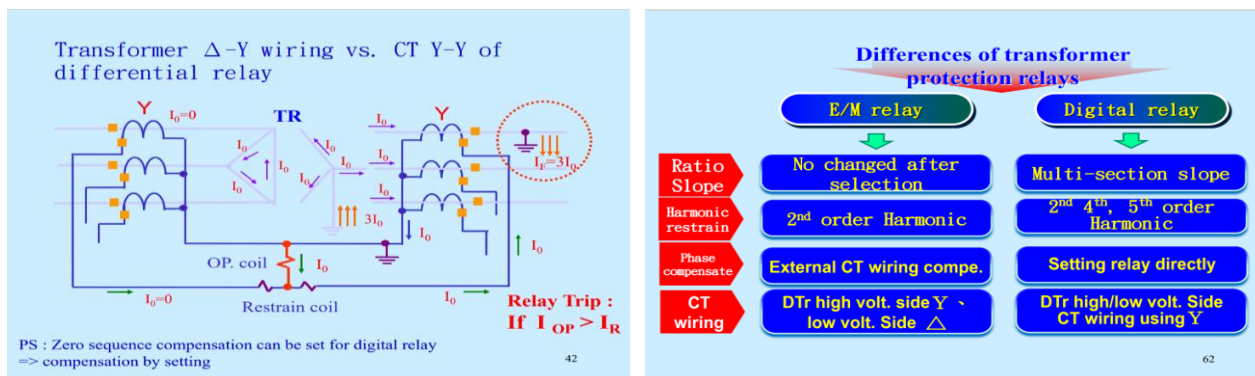 Transformer Δ-Y wiring vs. CT Y-Y of
differential relay
Y
I₀=0
TR
I₀
Y
I₀
I₀
I₀
I₀
I₀
I₀
I₀
I₀
I₀
I_F=3I₀
3I₀
I₀
I₀
OP. coil
I₀
I₀=0
Restrain coil
I₀
Relay Trip :
If I OP > I R
PS : Zero sequence compensation can be set for digital relay
=> compensation by setting
42
Differences of transformer
protection relays
E/M relay
Digital relay
Ratio
Slope
No changed after
selection
Multi-section slope
Harmonic
restrain
2nd order Harmonic
2nd 4th, 5th order
Harmonic
Phase
compensate
External CT wiring compe.
Setting relay directly
CT
wiring
DTr high volt. side Y 、
low volt. Side △
DTr high/low volt. Side
CT wiring using Y
62